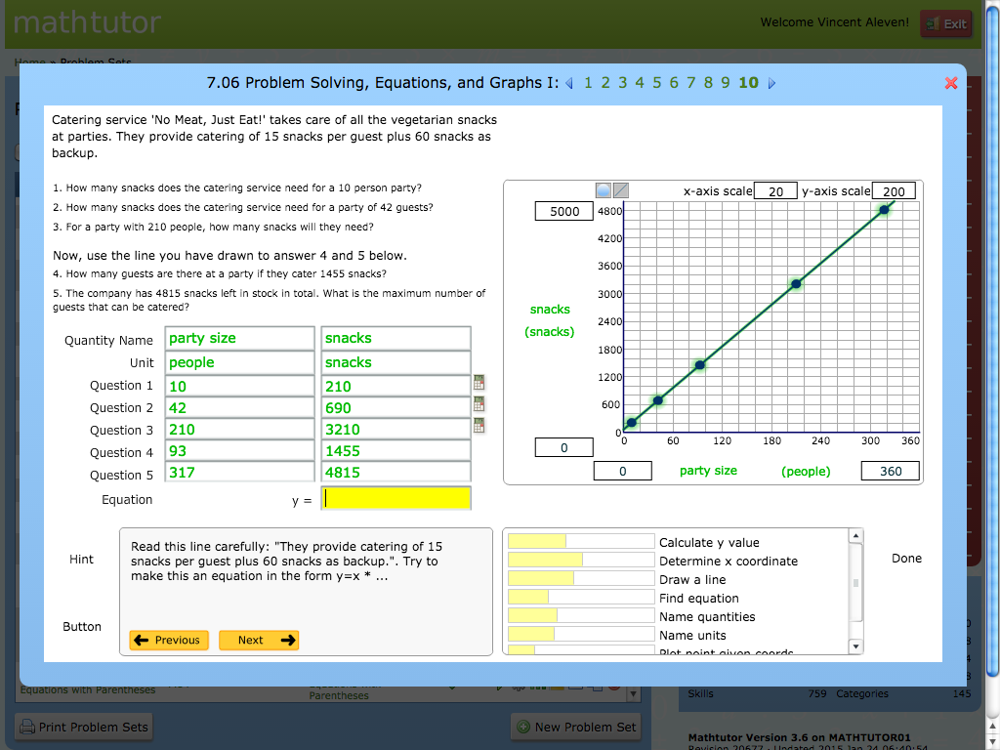 mathtutor
Welcome Vincent Aleven!
Exit
Home » Problem Sets
7.06 Problem Solving, Equations, and Graphs I: 1 2 3 4 5 6 7 8 9 10
Catering service 'No Meat, Just Eat!' takes care of all the vegetarian snacks
at parties. They provide catering of 15 snacks per guest plus 60 snacks as
backup.
1. How many snacks does the catering service need for a 10 person party?
2. How many snacks does the catering service need for a party of 42 guests?
3. For a party with 210 people, how many snacks will they need?
Now, use the line you have drawn to answer 4 and 5 below.
4. How many guests are there at a party if they cater 1455 snacks?
5. The company has 4815 snacks left in stock in total. What is the maximum number of
guests that can be catered?
Quantity Name party size snacks
Unit people snacks
Question 1 10 210
Question 2 42 690
Question 3 210 3210
Question 4 93 1455
Question 5 317 4815
Equation y =
x-axis scale 20 y-axis scale 200
5000
4800
4200
3600
3000
2400
1800
1200
600
0
snacks
(snacks)
0
0 60 120 180 240 300 360
0 party size (people) 360
Hint
Button
Read this line carefully: "They provide catering of 15
snacks per guest plus 60 snacks as backup.". Try to
make this an equation in the form y=x * ...
Previous Next
Calculate y value
Determine x coordinate
Draw a line
Find equation
Name quantities
Name units
Plot point given coords
Done
Equations with Parentheses
Equations with
Parentheses
Skills 759 Categories 145
Print Problem Sets
New Problem Set
Mathtutor Version 3.6 on MATHTUTOR01
Revision 20677 - Updated 2015 Jan 24 06:40:54